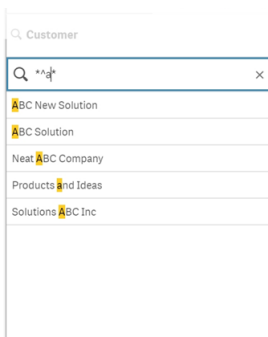 Customer
*^a*
ABC New Solution
ABC Solution
Neat ABC Company
Products and Ideas
Solutions ABC Inc